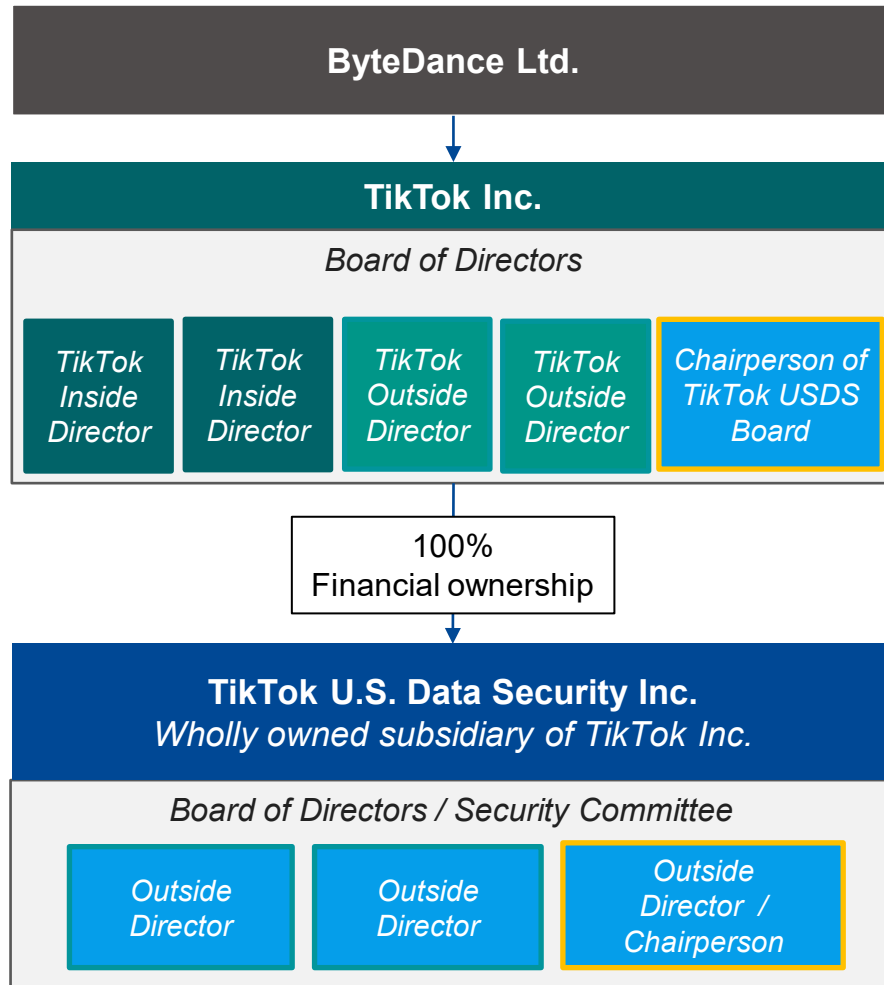 ByteDance Ltd.
TikTok Inc.
Board of Directors
TikTok
Inside
Director
TikTok
Inside
Director
TikTok
Outside
Director
TikTok
Outside
Director
Chairperson of
TikTok USDS
Board
100%
Financial ownership
TikTok U.S. Data Security Inc.
Wholly owned subsidiary of TikTok Inc.
Board of Directors / Security Committee
Outside
Director
Outside
Director
Outside
Director /
Chairperson